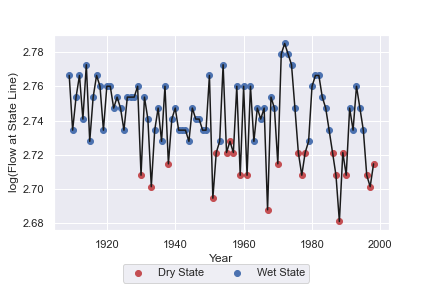 2.78
2.76
2.74
2.72
2.70
2.68
log(Flow at State Line)
1920 1940 1960 1980 2000
Year
Dry State Wet State